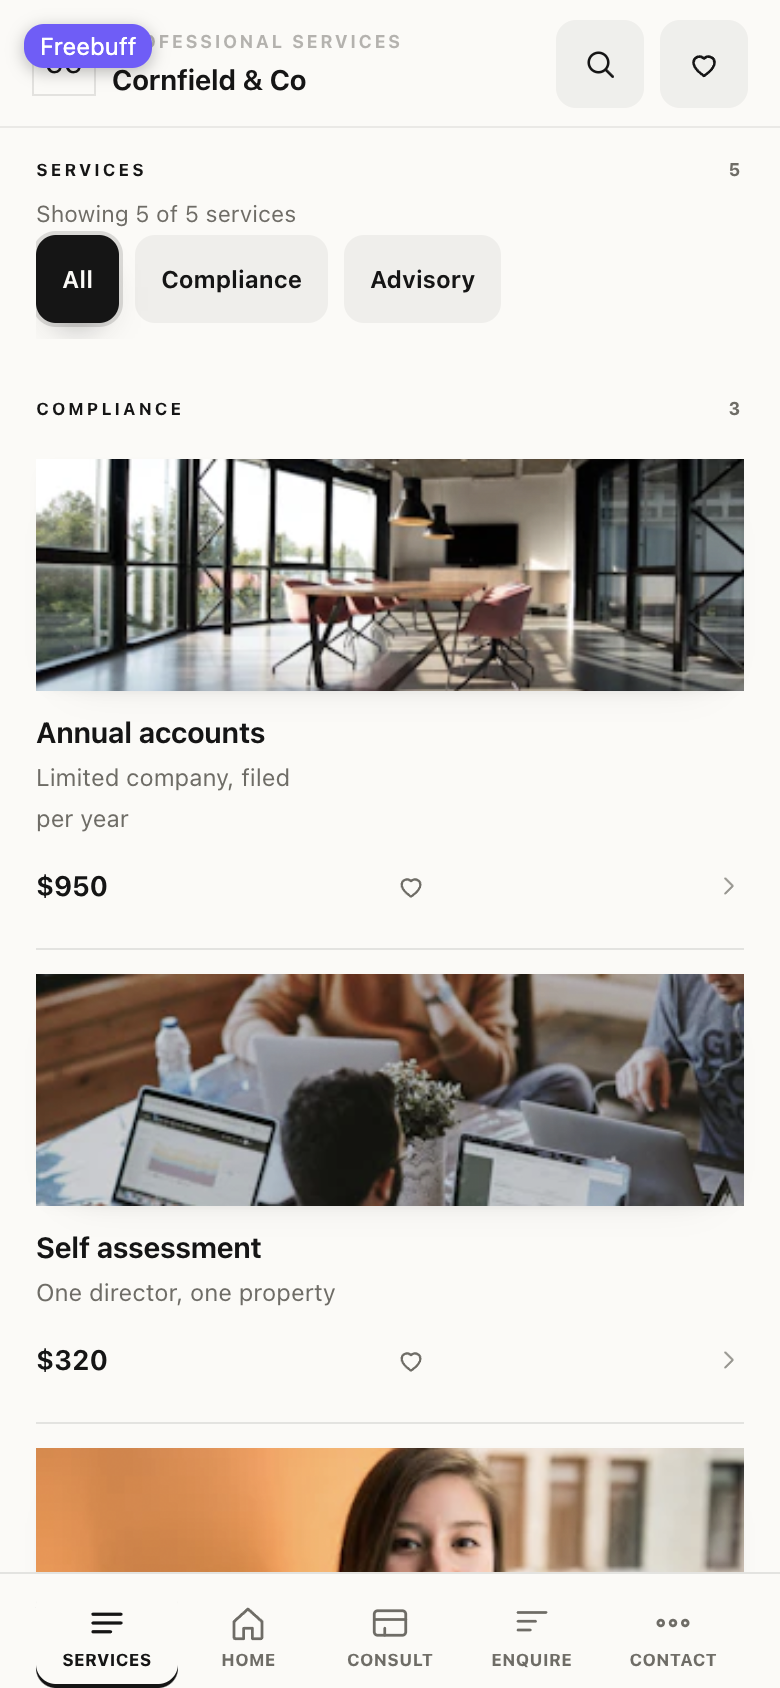 Freebuff
OFESSIONAL SERVICES
Cornfield & Co
SERVICES 5
Showing 5 of 5 services
All Compliance Advisory
COMPLIANCE 3
Annual accounts
Limited company, filed
per year
$950
Self assessment
One director, one property
$320
SERVICES HOME CONSULT ENQUIRE CONTACT